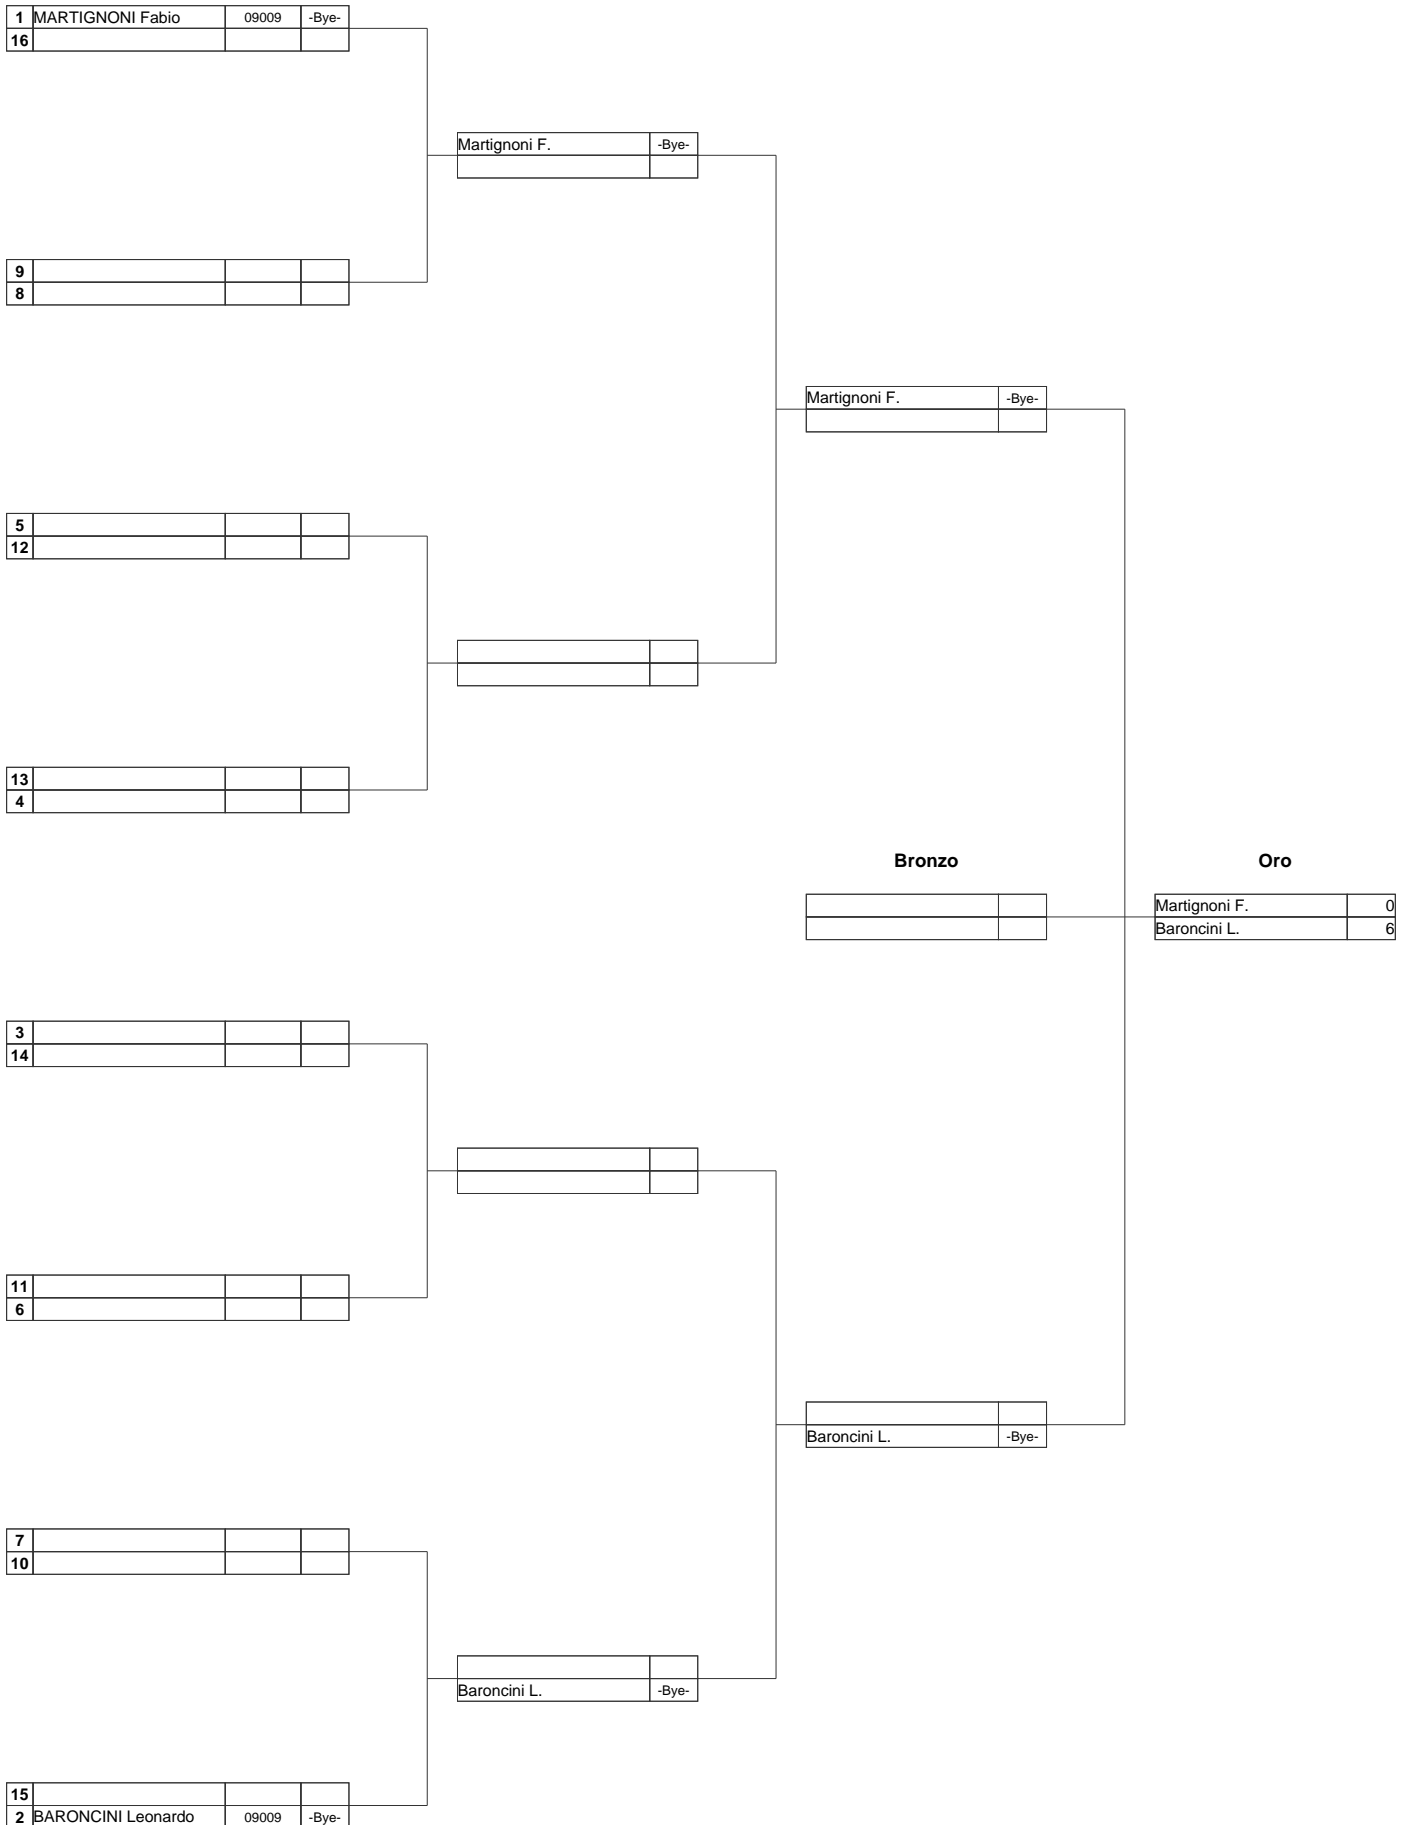 1 MARTIGNONI Fabio 09009 -Bye-
16
Martignoni F. -Bye-
9
8
Martignoni F. -Bye-
5
12
13
4
Bronzo Oro
Martignoni F. 0
Baroncini L. 6
3
14
11
6
Baroncini L. -Bye-
7
10
Baroncini L. -Bye-
15
2 BARONCINI Leonardo 09009 -Bye-